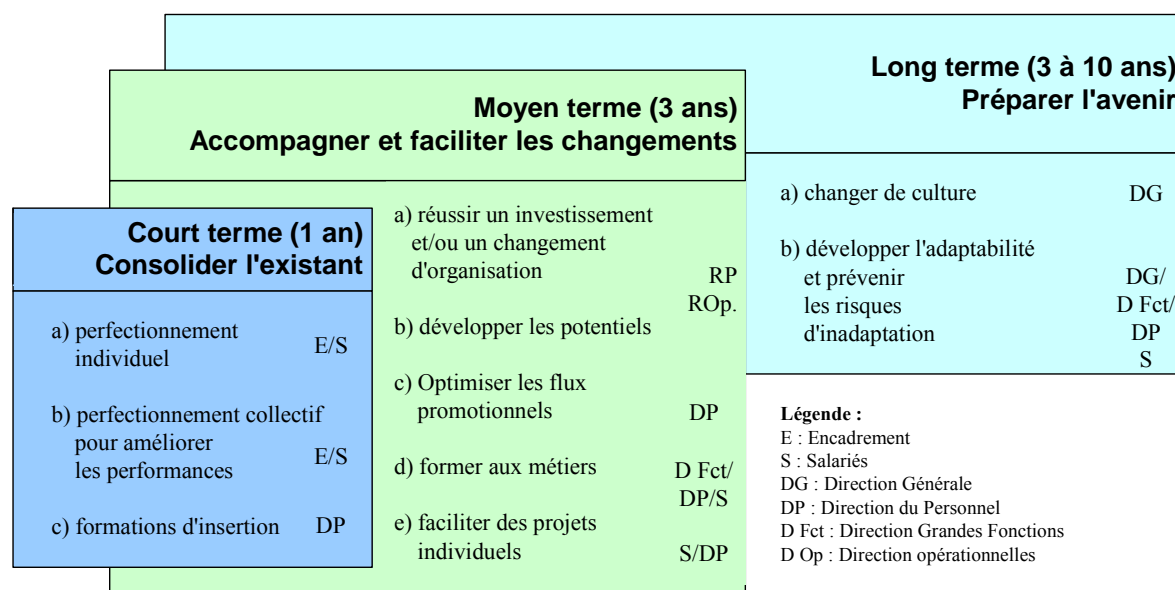 Long terme (3 à 10 ans)
Préparer l'avenir
a) changer de culture DG
b) développer l'adaptabilité
et prévenir DG/
les risques D Fct/
d'inadaptation DP
S
Moyen terme (3 ans)
Accompagner et faciliter les changements
a) réussir un investissement
et/ou un changement
d'organisation RP
ROp.
b) développer les potentiels
c) Optimiser les flux
promotionnels DP
d) former aux métiers D Fct/
DP/S
e) faciliter des projets
individuels S/DP
Court terme (1 an)
Consolider l'existant
a) perfectionnement
individuel E/S
b) perfectionnement collectif
pour améliorer
les performances E/S
c) formations d'insertion DP
Légende :
E : Encadrement
S : Salariés
DG : Direction Générale
DP : Direction du Personnel
D Fct : Direction Grandes Fonctions
D Op : Direction opérationnelles